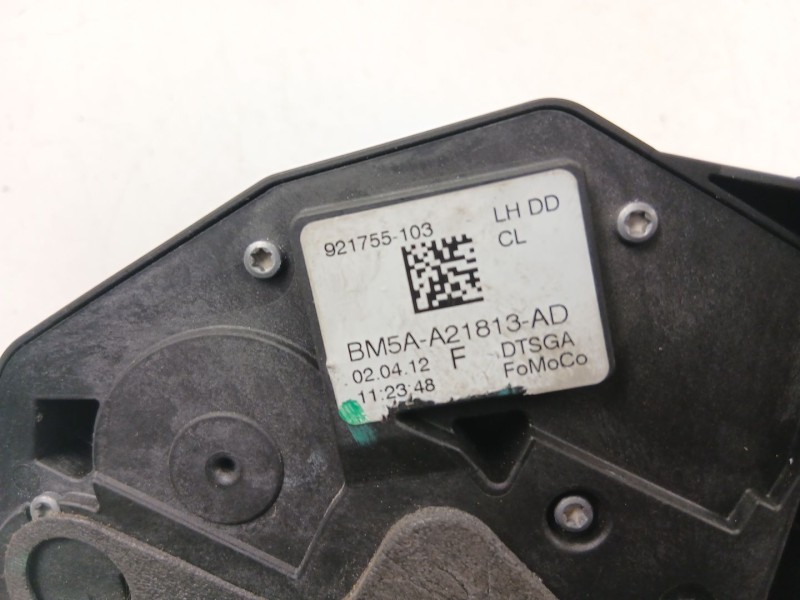 921755-103
LH DD
CL
BM5A-A21813-AD
02.04.12 F DTSGA
11:23:48 FoMoCo